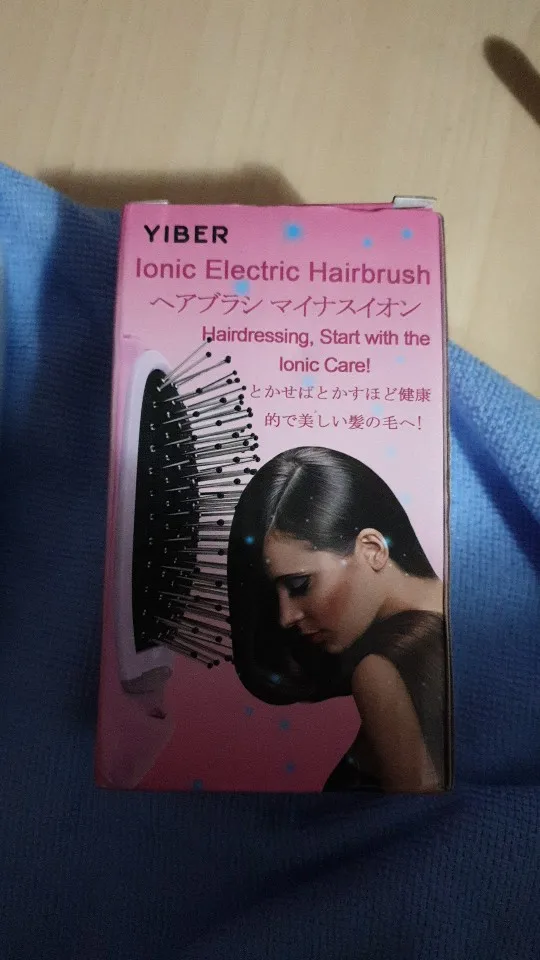 YIBER
Ionic Electric Hairbrush
ヘアブラシ マイナスイオン
Hairdressing, Start with the
Ionic Care!
とかせばとかすほど健康
的で美しい髪の毛へ!